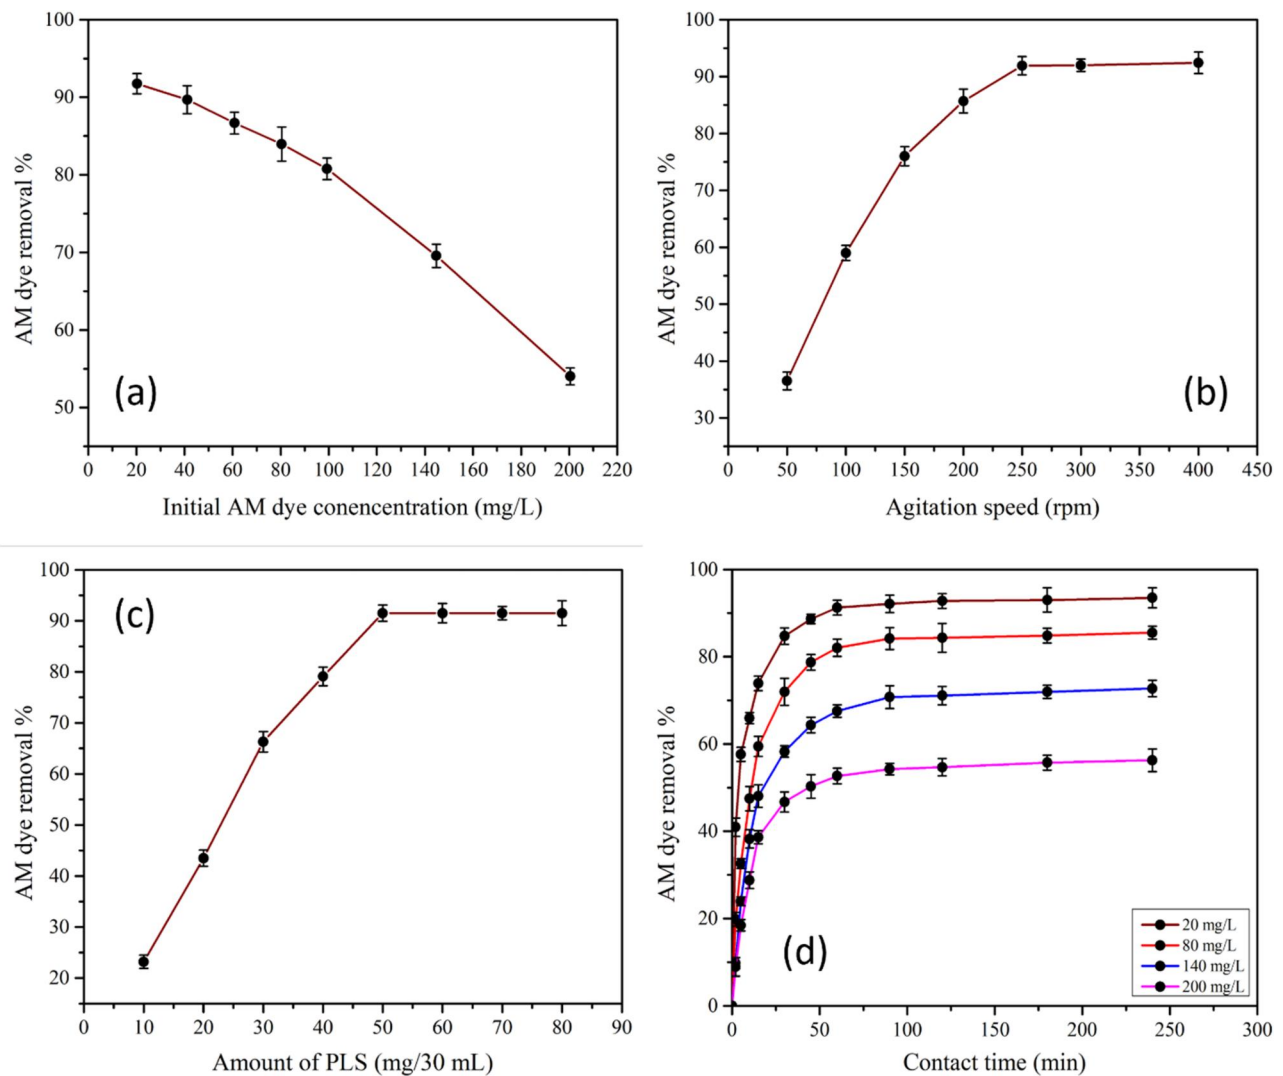 100
90
80
70
60
50
AM dye removal %
(a)
0 20 40 60 80 100 120 140 160 180 200 220
Initial AM dye conencentration (mg/L)
100
90
80
70
60
50
40
30
AM dye removal %
(b)
0 50 100 150 200 250 300 350 400 450
Agitation speed (rpm)
100
90
80
70
60
50
40
30
20
AM dye removal %
(c)
0 10 20 30 40 50 60 70 80 90
Amount of PLS (mg/30 mL)
100
80
60
40
20
0
AM dye removal %
(d)
20 mg/L
80 mg/L
140 mg/L
200 mg/L
0 50 100 150 200 250 300
Contact time (min)